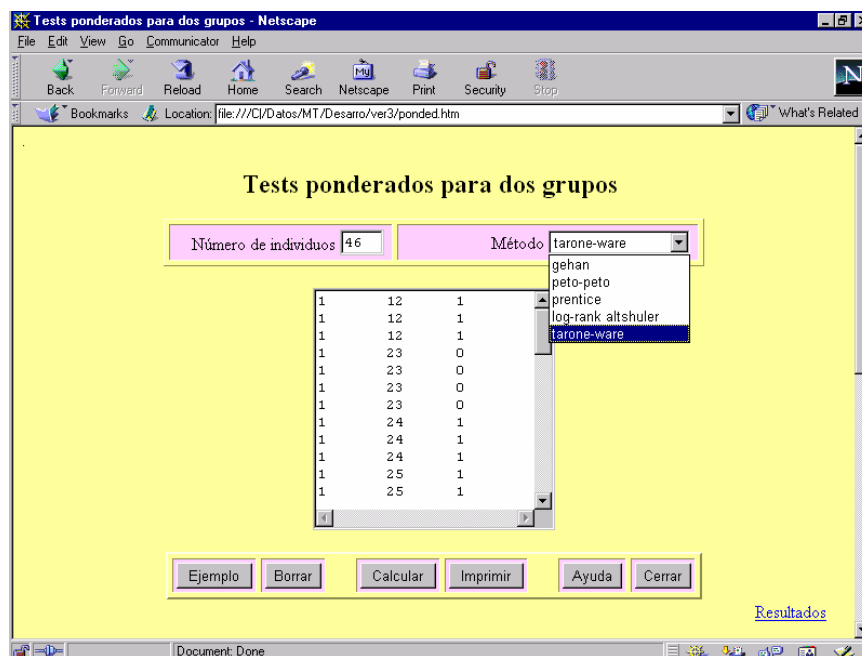 Tests ponderados para dos grupos - Netscape
File Edit View Go Communicator Help
Back Forward Reload Home Search Netscape Print Security Stop
My
N
Bookmarks Location: file:///C|/Datos/MT/Desarro/ver3/ponded.htm What's Related
Tests ponderados para dos grupos
Número de individuos 46 Método tarone-ware
gehan
peto-peto
prentice
log-rank altshuler
tarone-ware
1 12 1
1 12 1
1 12 1
1 23 0
1 23 0
1 23 0
1 23 0
1 24 1
1 24 1
1 24 1
1 25 1
1 25 1
Ejemplo Borrar Calcular Imprimir Ayuda Cerrar
Resultados
Document: Done